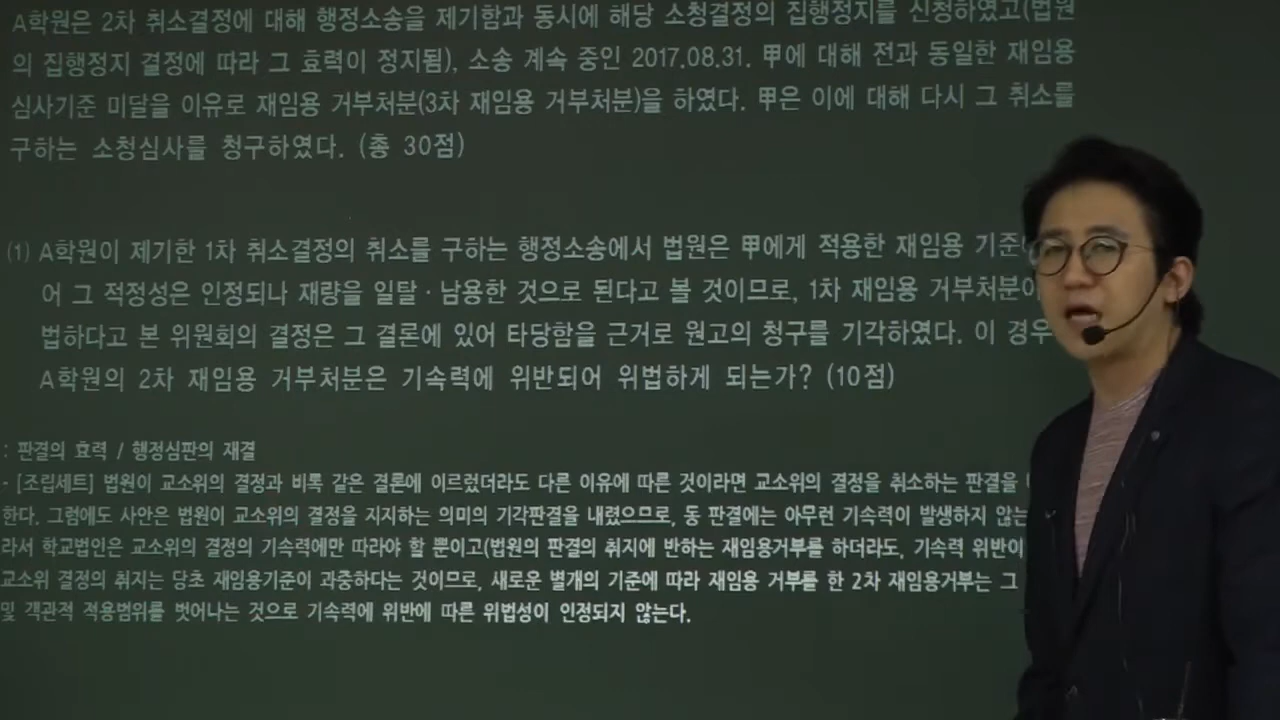 A학원은 2차 취소결정에 대해 행정소송을 제기함과 동시에 해당 소청결정의 집행정지를 신청하였고(법원
의 집행정지 결정에 따라 그 효력이 정지됨), 소송 계속 중인 2017.08.31. 甲에 대해 전과 동일한 재임용
심사기준 미달을 이유로 재임용 거부처분(3차 재임용 거부처분)을 하였다. 甲은 이에 대해 다시 그 취소를
구하는 소청심사를 청구하였다. (총 30점)
(1) A학원이 제기한 1차 취소결정의 취소를 구하는 행정소송에서 법원은 甲에게 적용한 재임용 기준
어 그 적정성은 인정되나 재량을 일탈·남용한 것으로 된다고 볼 것이므로, 1차 재임용 거부처분이
법하다고 본 위원회의 결정은 그 결론에 있어 타당함을 근거로 원고의 청구를 기각하였다. 이 경우
A학원의 2차 재임용 거부처분은 기속력에 위반되어 위법하게 되는가? (10점)
: 판결의 효력 / 행정심판의 재결
- [조립세트] 법원이 교소위의 결정과 비록 같은 결론에 이르렀더라도 다른 이유에 따른 것이라면 교소위의 결정을 취소하는 판결을
한다. 그럼에도 사안은 법원이 교소위의 결정을 지지하는 의미의 기각판결을 내렸으므로, 동 판결에는 아무런 기속력이 발생하지 않는
라서 학교법인은 교소위의 결정의 기속력에만 따라야 할 뿐이고(법원의 판결의 취지에 반하는 재임용거부를 하더라도, 기속력 위반이
교소위 결정의 취지는 당초 재임용기준이 과중하다는 것이므로, 새로운 별개의 기준에 따라 재임용 거부를 한 2차 재임용거부는 그
및 객관적 적용범위를 벗어나는 것으로 기속력에 위반에 따른 위법성이 인정되지 않는다.